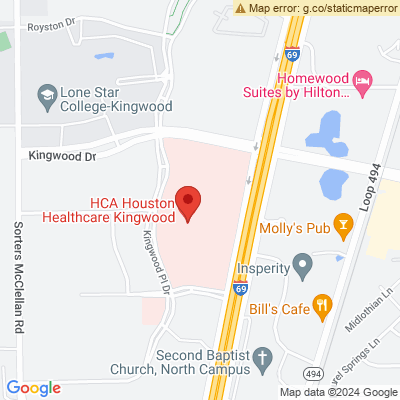 Map error: g.co/staticmaperror
Royston Dr
69
Homewood
Suites by Hilton...
Lone Star
College-Kingwood
Kingwood Dr
Loop 494
HCA Houston
Healthcare Kingwood
Sorters McClellan Rd
Kingwood Pl Dr
Molly's Pub
Insperity
69
Midlothian Ln
Bill's Cafe
Second Baptist
Church, North Campus
494
Springs Ln
Google
Map data ©2024 Google